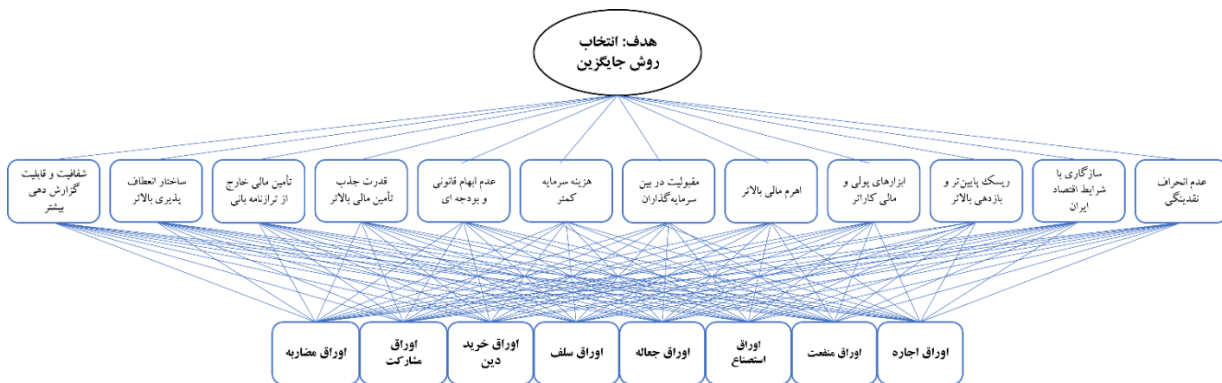 هدف: انتخاب
روش جایگزین
عدم انحراف
نقدینگی
سازگاری با
شرایط اقتصاد
ایران
ریسک پایین‌تر و
بازدهی بالاتر
ابزارهای پولی و
مالی کاراتر
اهرم مالی بالاتر
مقبولیت در بین
سرمایه‌گذاران
هزینه سرمایه
کمتر
عدم ابهام قانونی
و بودجه ای
قدرت جذب
تأمین مالی بالاتر
تأمین مالی خارج
از ترازنامه بانی
ساختار انعطاف
پذیری بالاتر
شفافیت و قابلیت
گزارش دهی
بیشتر
اوراق اجاره
اوراق منفعت
اوراق
استصناع
اوراق جعاله
اوراق سلف
اوراق خرید
دین
اوراق
مشارکت
اوراق مضاربه